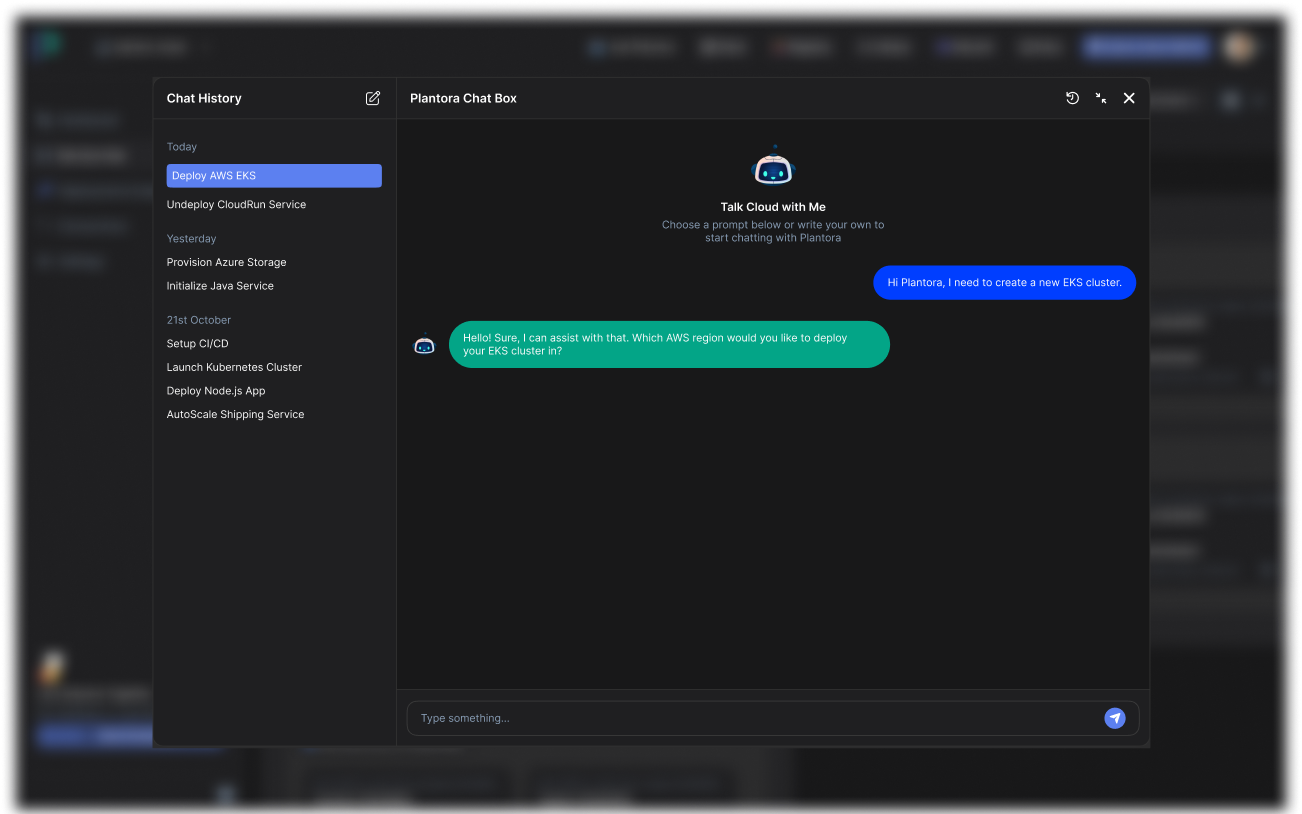 Chat History
Plantora Chat Box
Today
Deploy AWS EKS
Undeploy CloudRun Service
Yesterday
Provision Azure Storage
Initialize Java Service
21st October
Setup CI/CD
Launch Kubernetes Cluster
Deploy Node.js App
AutoScale Shipping Service
Talk Cloud with Me
Choose a prompt below or write your own to
start chatting with Plantora
Hi Plantora, I need to create a new EKS cluster.
Hello! Sure, I can assist with that. Which AWS region would you like to deploy
your EKS cluster in?
Type something...